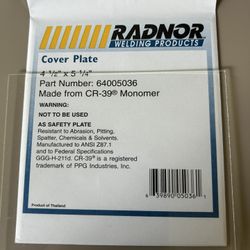 RADNOR
WELDING PRODUCTS
Cover Plate
4 ½" x 5 ¼"
Part Number: 64005036
Made from CR-39® Monomer
WARNING:
NOT TO BE USED
AS SAFETY PLATE
Resistant to Abrasion, Pitting,
Spatter, Chemicals & Solvents.
Manufactured to ANSI Z87.1
and to Federal Specifications
GGG-H-211d. CR-39® is a registered
trademark of PPG Industries, Inc.
Product of Thailand